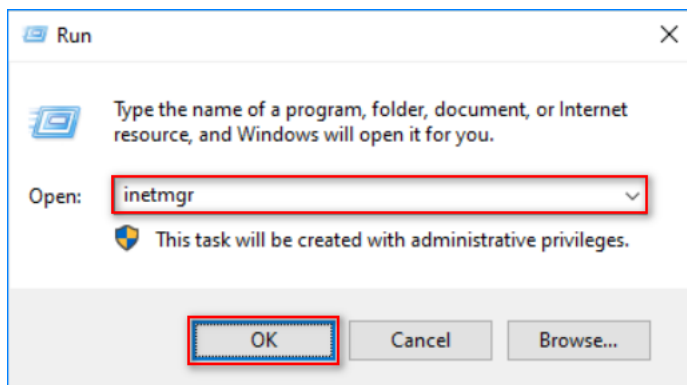 Run
Type the name of a program, folder, document, or Internet
resource, and Windows will open it for you.
Open: inetmgr
This task will be created with administrative privileges.
OK Cancel Browse...